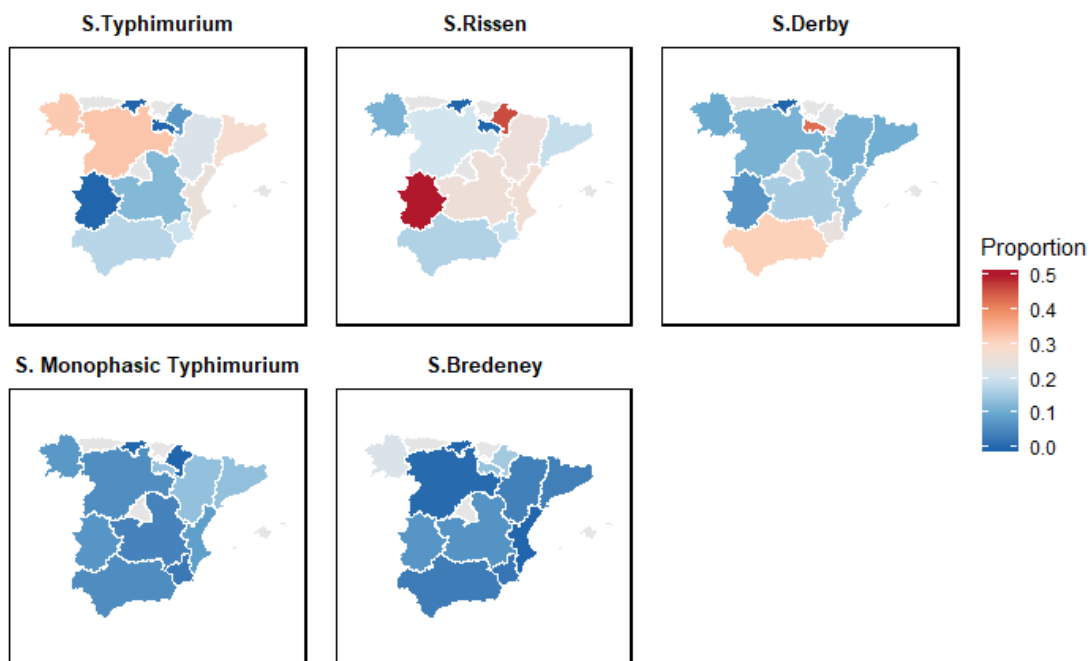 S.Typhimurium
S.Rissen
S.Derby
Proportion
0.5
0.4
0.3
0.2
0.1
0.0
S. Monophasic Typhimurium
S.Bredeney